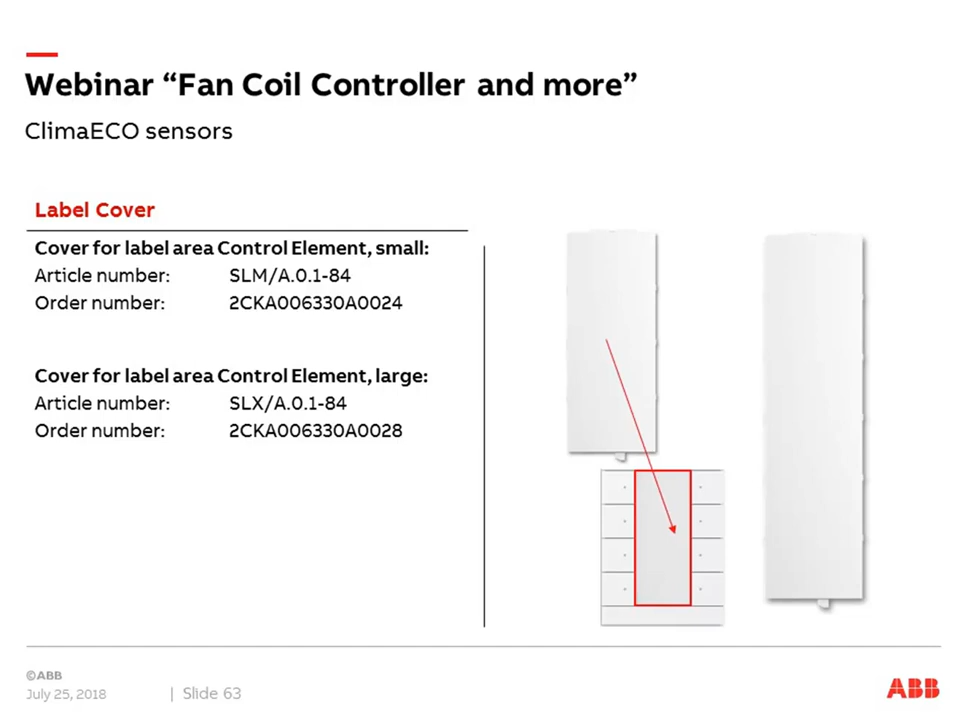 Webinar “Fan Coil Controller and more”
ClimaECO sensors
Label Cover
Cover for label area Control Element, small:
Article number: SLM/A.0.1-84
Order number: 2CKA006330A0024
Cover for label area Control Element, large:
Article number: SLX/A.0.1-84
Order number: 2CKA006330A0028
©ABB
July 25, 2018 | Slide 63
ABB